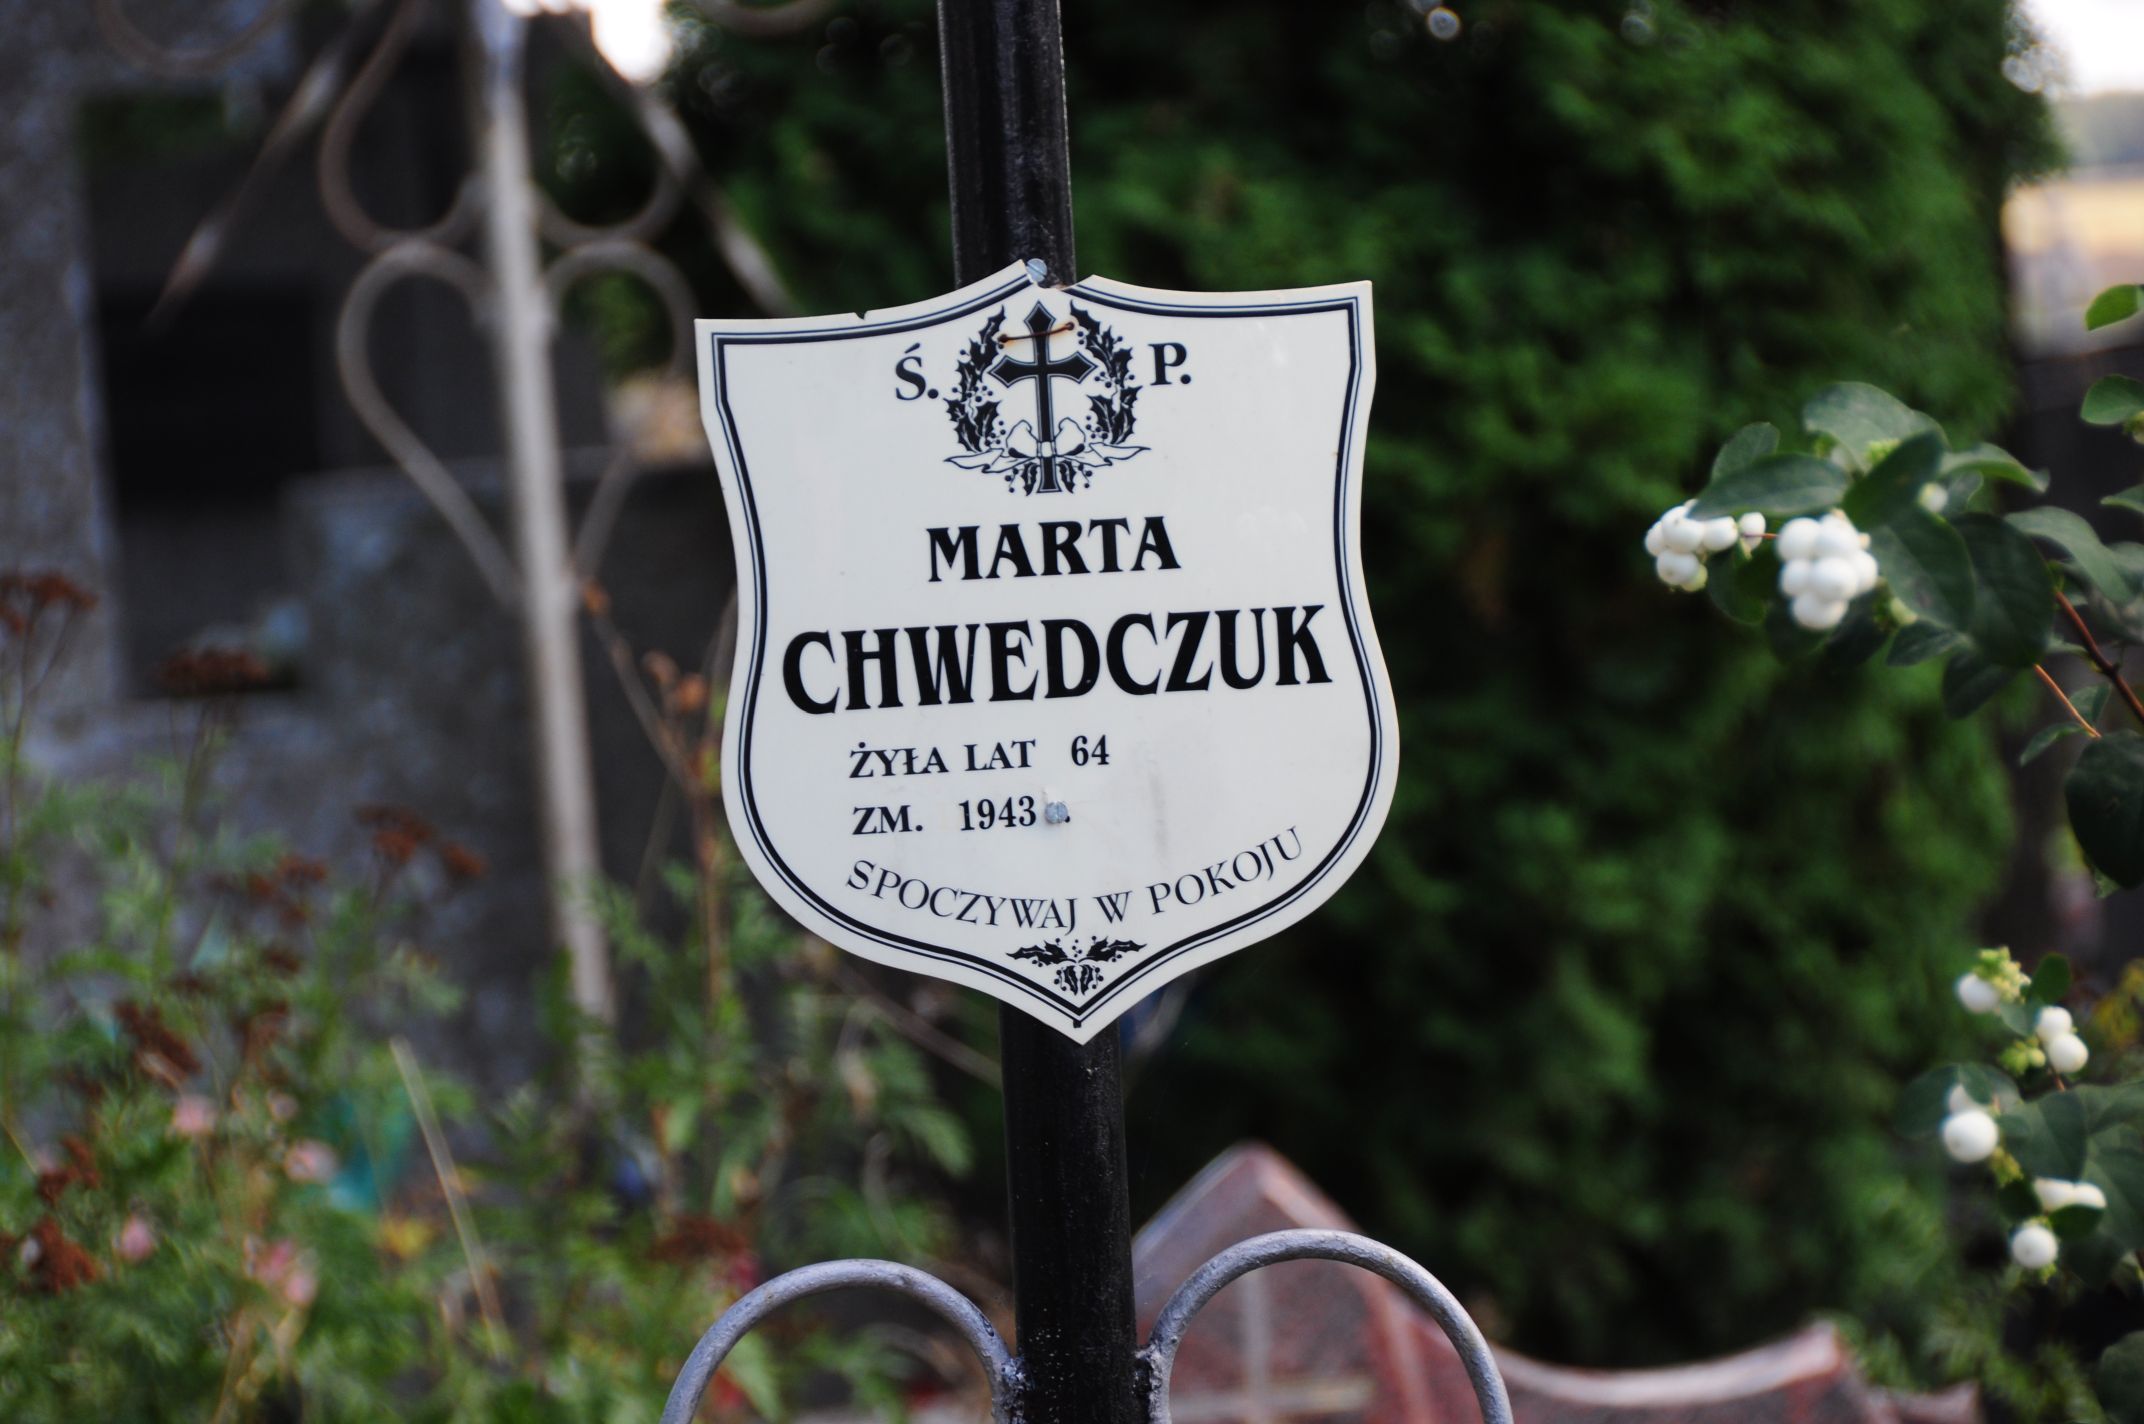 Ś. P.
MARTA
CHWEDCZUK
ŻYŁA LAT 64
ZM. 1943 .
SPOCZYWAJ W POKOJU